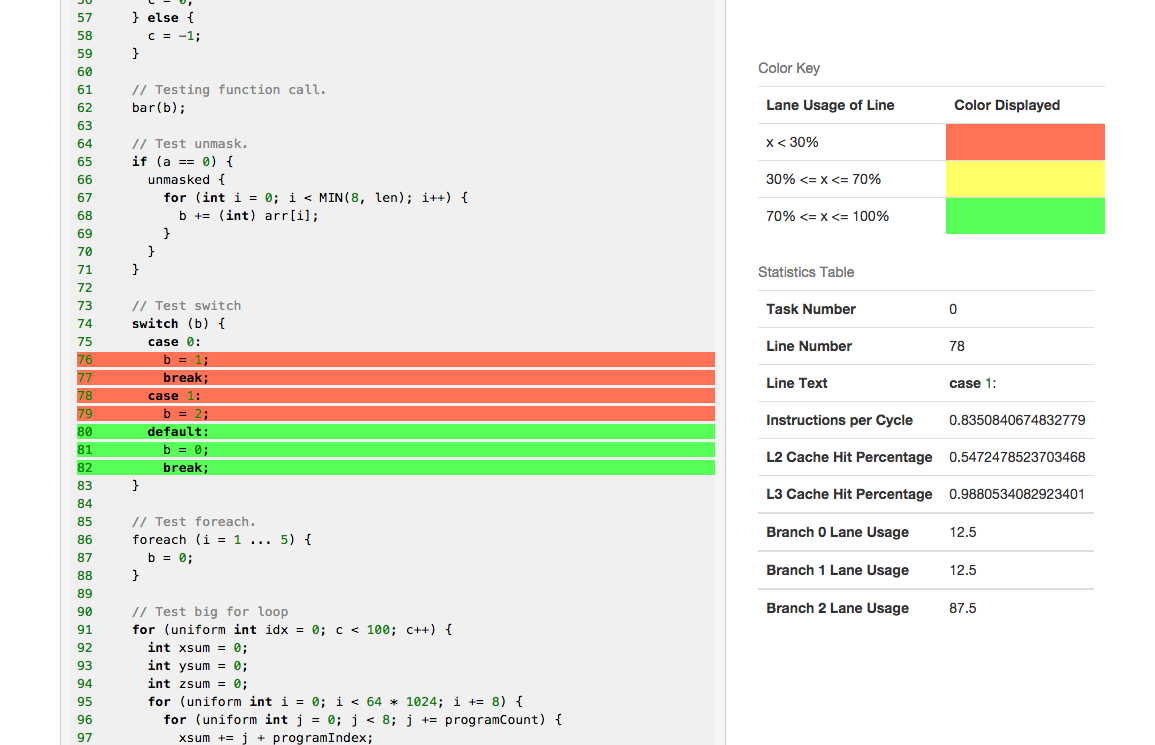 56 c = 0;
57 } else {
58 c = -1;
59 }
60
61 // Testing function call.
62 bar(b);
63
64 // Test unmask.
65 if (a == 0) {
66 unmasked {
67 for (int i = 0; i < MIN(8, len); i++) {
68 b += (int) arr[i];
69 }
70 }
71 }
72
73 // Test switch
74 switch (b) {
75 case 0:
76 b = 1;
77 break;
78 case 1:
79 b = 2;
80 default:
81 b = 0;
82 break;
83 }
84
85 // Test foreach.
86 foreach (i = 1 ... 5) {
87 b = 0;
88 }
89
90 // Test big for loop
91 for (uniform int idx = 0; c < 100; c++) {
92 int xsum = 0;
93 int ysum = 0;
94 int zsum = 0;
95 for (uniform int i = 0; i < 64 * 1024; i += 8) {
96 for (uniform int j = 0; j < 8; j += programCount) {
97 xsum += j + programIndex;
Color Key
Lane Usage of Line Color Displayed
x < 30%
30% <= x <= 70%
70% <= x <= 100%
Statistics Table
Task Number 0
Line Number 78
Line Text case 1:
Instructions per Cycle 0.8350840674832779
L2 Cache Hit Percentage 0.5472478523703468
L3 Cache Hit Percentage 0.9880534082923401
Branch 0 Lane Usage 12.5
Branch 1 Lane Usage 12.5
Branch 2 Lane Usage 87.5